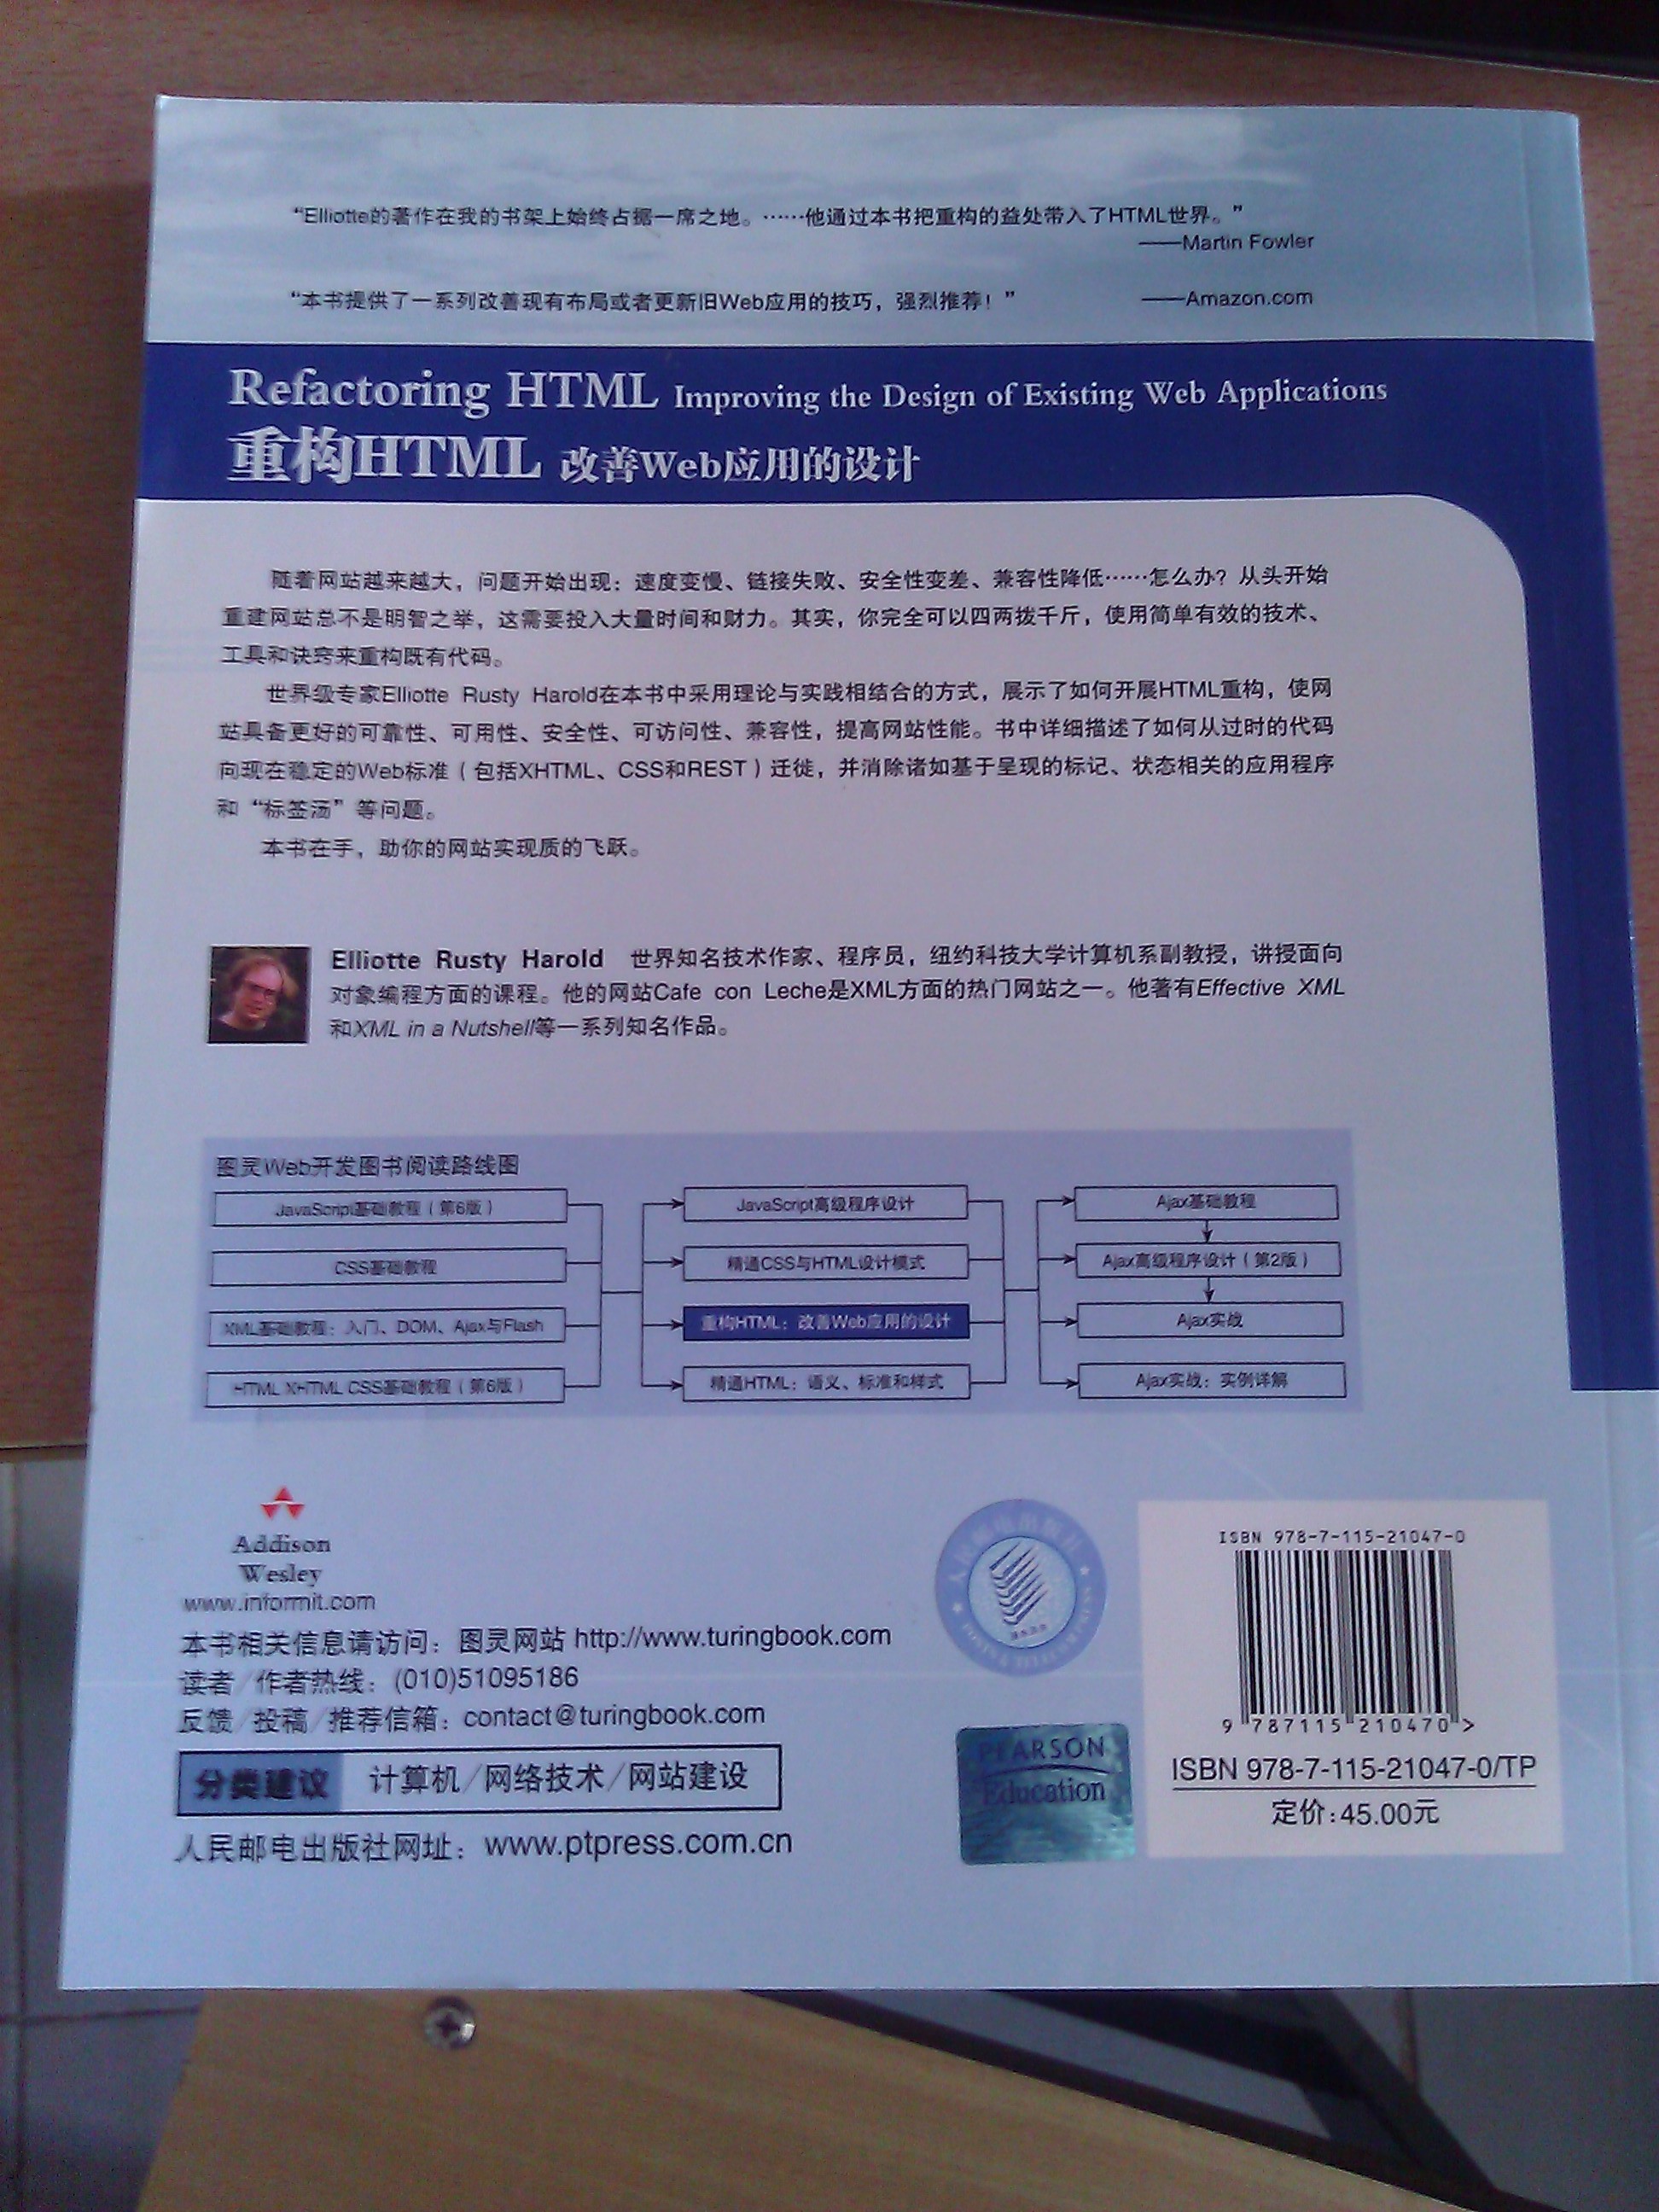 “Elliotte的著作在我的书架上始终占据一席之地。……他通过本书把重构的益处带入了HTML世界。”
——Martin Fowler
“本书提供了一系列改善现有布局或者更新旧Web应用的技巧，强烈推荐！”　——Amazon.com
Refactoring HTML Improving the Design of Existing Web Applications
重构HTML 改善Web应用的设计
随着网站越来越大，问题开始出现：速度变慢、链接失败、安全性变差、兼容性降低……怎么办？从头开始
重建网站总不是明智之举，这需要投入大量时间和财力。其实，你完全可以四两拨千斤，使用简单有效的技术、
工具和诀窍来重构既有代码。
世界级专家Elliotte Rusty Harold在本书中采用理论与实践相结合的方式，展示了如何开展HTML重构，使网
站具备更好的可靠性、可用性、安全性、可访问性、兼容性，提高网站性能。书中详细描述了如何从过时的代码
向现在稳定的Web标准（包括XHTML、CSS和REST）迁徙，并消除诸如基于呈现的标记、状态相关的应用程序
和“标签汤”等问题。
本书在手，助你的网站实现质的飞跃。
Elliotte Rusty Harold 世界知名技术作家、程序员，纽约科技大学计算机系副教授，讲授面向
对象编程方面的课程。他的网站Cafe con Leche是XML方面的热门网站之一。他著有Effective XML
和XML in a Nutshell等一系列知名作品。
图灵Web开发图书阅读路线图
JavaScript基础教程（第6版）
CSS基础教程
XML基础教程：入门、DOM、Ajax与Flash
HTML XHTML CSS基础教程（第6版）
JavaScript高级程序设计
精通CSS与HTML设计模式
重构HTML：改善Web应用的设计
精通HTML：语义、标准和样式
Ajax基础教程
Ajax高级程序设计（第2版）
Ajax实战
Ajax实战：实例详解
Addison
Wesley
www.informit.com
本书相关信息请访问：图灵网站 http://www.turingbook.com
读者/作者热线：(010)51095186
反馈/投稿/推荐信箱：contact@turingbook.com
分类建议 计算机/网络技术/网站建设
人民邮电出版社网址：www.ptpress.com.cn
人民邮电出版社
PEARSON
Education
ISBN 978-7-115-21047-0
9 787115 210470 >
ISBN 978-7-115-21047-0/TP
定价:45.00元